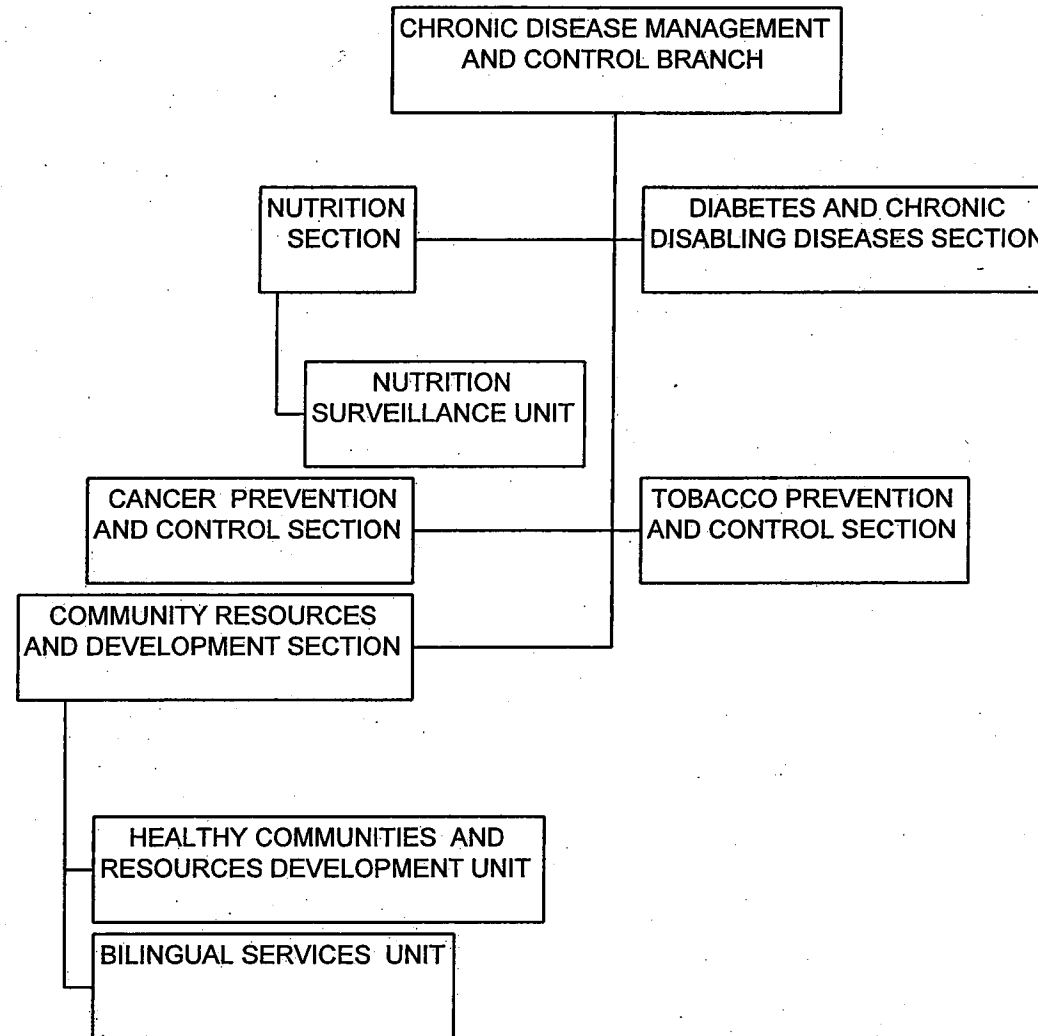 CHRONIC DISEASE MANAGEMENT
AND CONTROL BRANCH
NUTRITION
SECTION
DIABETES AND CHRONIC
DISABLING DISEASES SECTION
NUTRITION
SURVEILLANCE UNIT
CANCER PREVENTION
AND CONTROL SECTION
TOBACCO PREVENTION
AND CONTROL SECTION
COMMUNITY RESOURCES
AND DEVELOPMENT SECTION
HEALTHY COMMUNITIES AND
RESOURCES DEVELOPMENT UNIT
BILINGUAL SERVICES UNIT